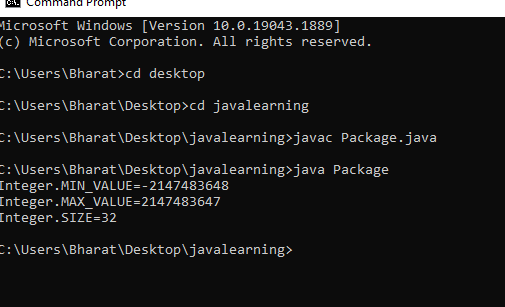 Command Prompt
Microsoft Windows [Version 10.0.19043.1889]
(c) Microsoft Corporation. All rights reserved.
C:\Users\Bharat>cd desktop
C:\Users\Bharat\Desktop>cd javalearning
C:\Users\Bharat\Desktop\javalearning>javac Package.java
C:\Users\Bharat\Desktop\javalearning>java Package
Integer.MIN_VALUE=-2147483648
Integer.MAX_VALUE=2147483647
Integer.SIZE=32
C:\Users\Bharat\Desktop\javalearning>